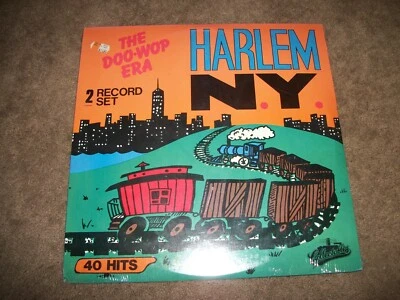 THE
DOO-WOP
ERA
HARLEM
N.Y.
2 RECORD
SET
40 HITS